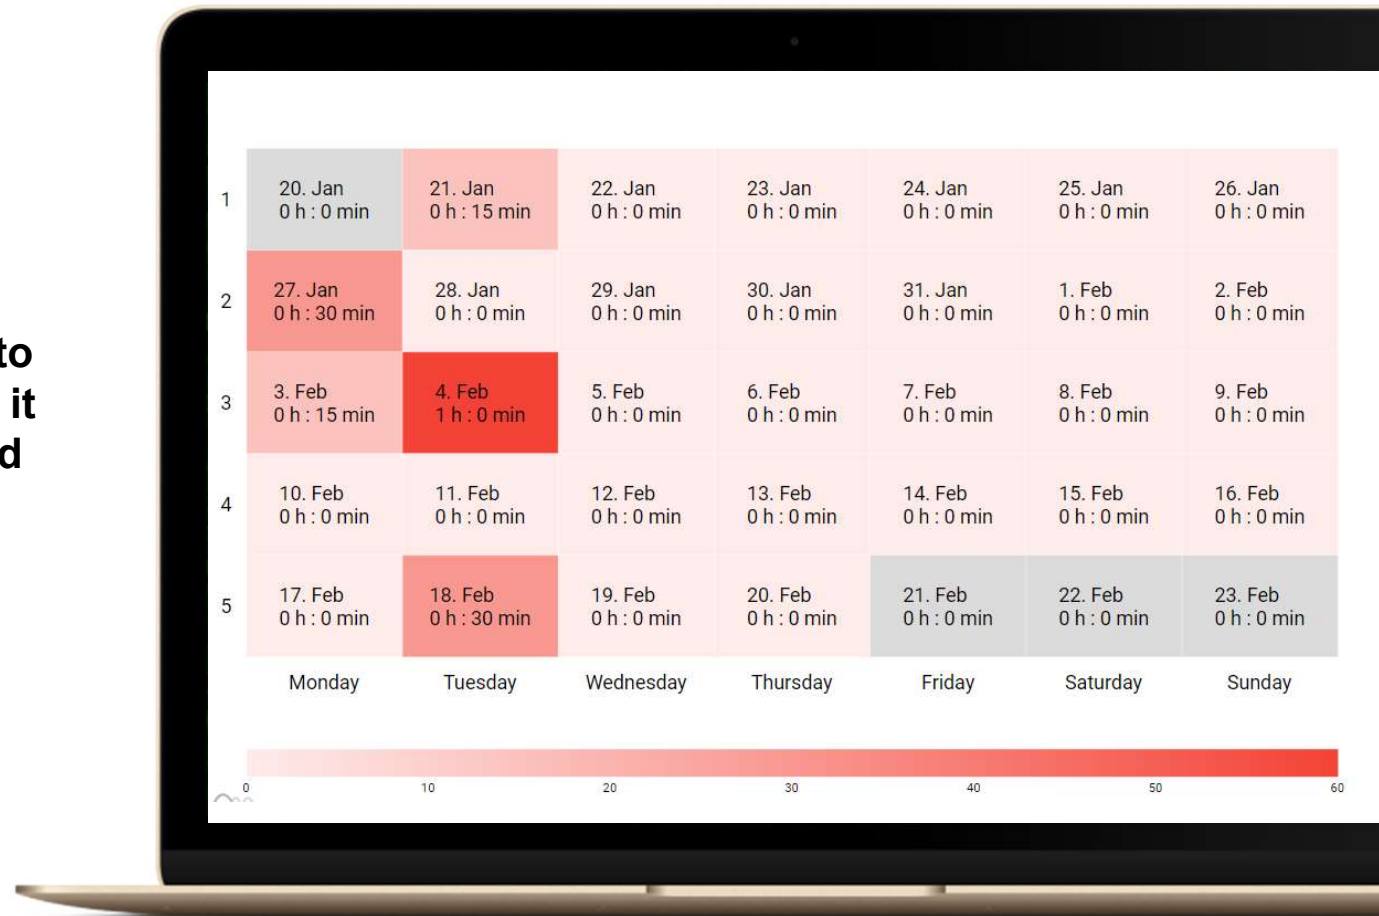 to
it
d
1
20. Jan
0 h : 0 min
21. Jan
0 h : 15 min
22. Jan
0 h : 0 min
23. Jan
0 h : 0 min
24. Jan
0 h : 0 min
25. Jan
0 h : 0 min
26. Jan
0 h : 0 min
2
27. Jan
0 h : 30 min
28. Jan
0 h : 0 min
29. Jan
0 h : 0 min
30. Jan
0 h : 0 min
31. Jan
0 h : 0 min
1. Feb
0 h : 0 min
2. Feb
0 h : 0 min
3
3. Feb
0 h : 15 min
4. Feb
1 h : 0 min
5. Feb
0 h : 0 min
6. Feb
0 h : 0 min
7. Feb
0 h : 0 min
8. Feb
0 h : 0 min
9. Feb
0 h : 0 min
4
10. Feb
0 h : 0 min
11. Feb
0 h : 0 min
12. Feb
0 h : 0 min
13. Feb
0 h : 0 min
14. Feb
0 h : 0 min
15. Feb
0 h : 0 min
16. Feb
0 h : 0 min
5
17. Feb
0 h : 0 min
18. Feb
0 h : 30 min
19. Feb
0 h : 0 min
20. Feb
0 h : 0 min
21. Feb
0 h : 0 min
22. Feb
0 h : 0 min
23. Feb
0 h : 0 min
Monday Tuesday Wednesday Thursday Friday Saturday Sunday
0 10 20 30 40 50 60